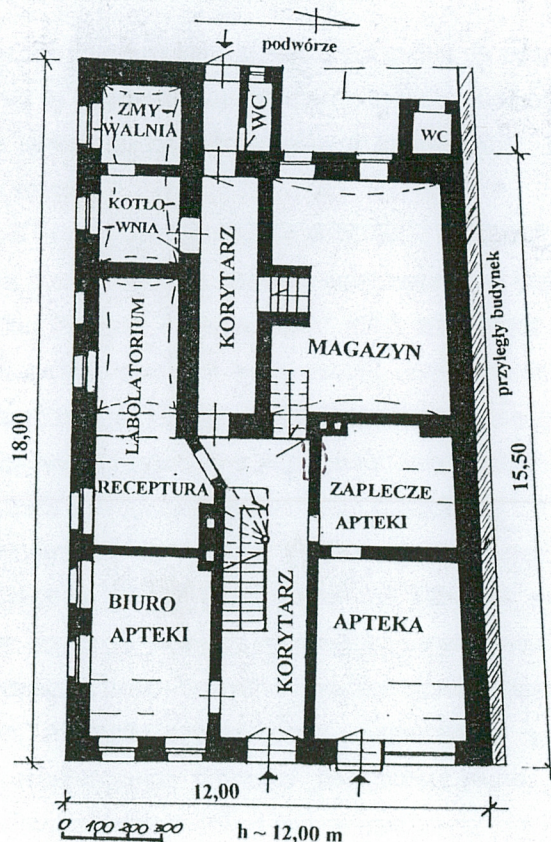 podwórze
ZMY
WALNIA
WC
WC
KOTŁO
WNIA
KORYTARZ
MAGAZYN
przyległy budynek
LABOLATORIUM
18,00
15,50
RECEPTURA
ZAPLECZE
APTEKI
BIURO
APTEKI
KORYTARZ
APTEKA
12,00
0 100 200 300
h ~ 12,00 m